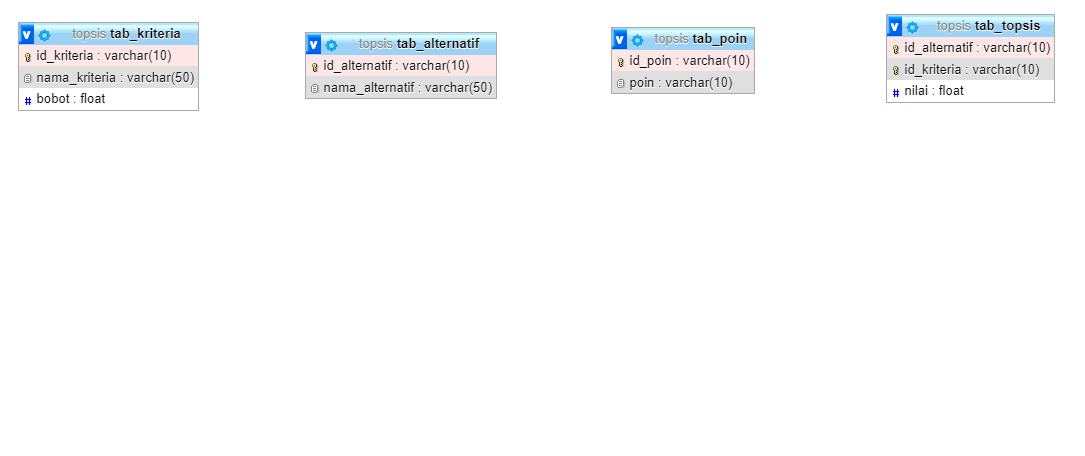 v topsis tab_kriteria
id_kriteria : varchar(10)
nama_kriteria : varchar(50)
# bobot : float
v topsis tab_alternatif
id_alternatif : varchar(10)
nama_alternatif : varchar(50)
v topsis tab_poin
id_poin : varchar(10)
poin : varchar(10)
v topsis tab_topsis
id_alternatif : varchar(10)
id_kriteria : varchar(10)
# nilai : float